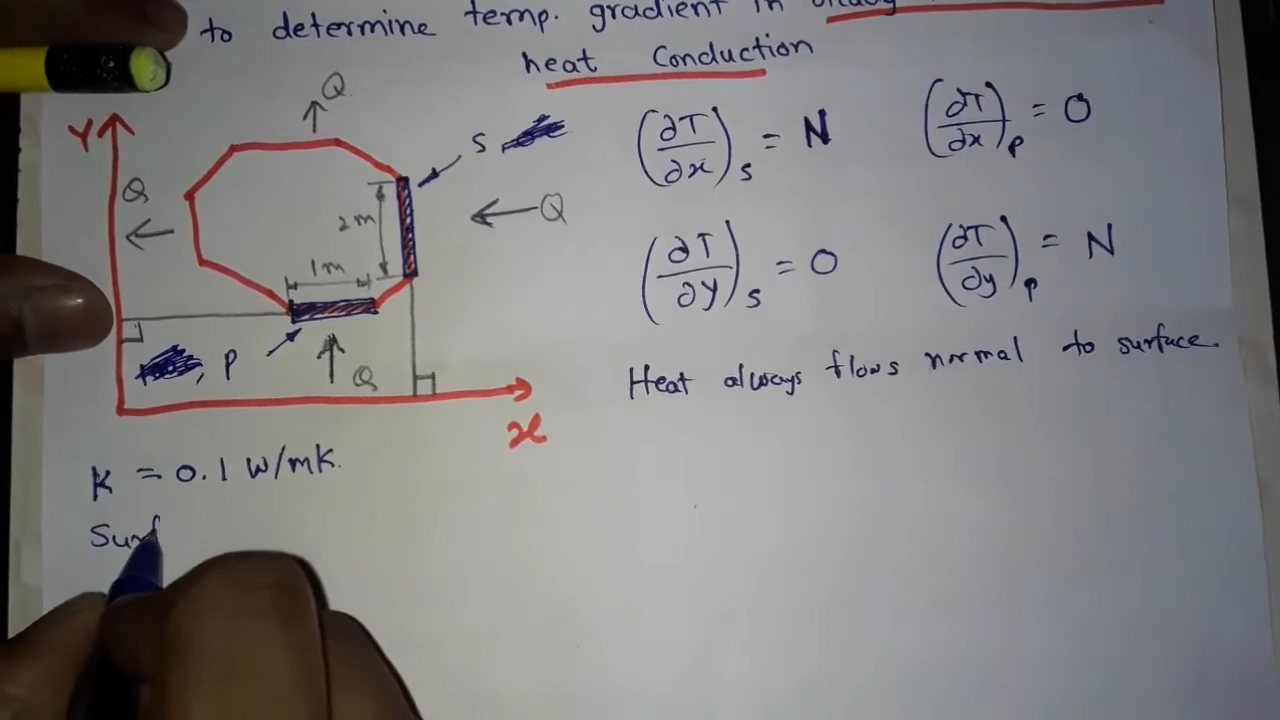 to determine temp. gradient in
heat Conduction
Y
Q
S
Q
2m
Q
1m
, P
Q
x
(∂T/∂x)s = N
(∂T/∂x)p = 0
(∂T/∂y)s = 0
(∂T/∂y)p = N
Heat always flows normal to surface.
K = 0.1 W/mK.
Surf